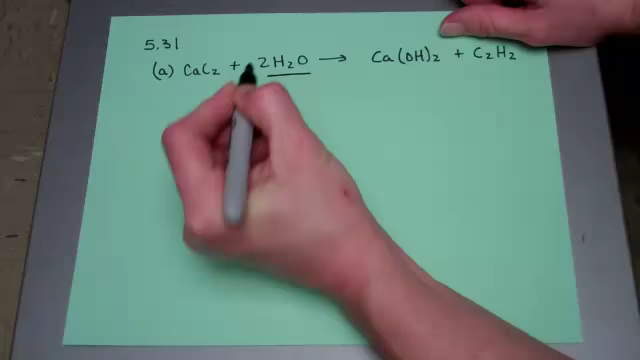 5.31
(a) CaC₂ + 2H₂O → Ca(OH)₂ + C₂H₂